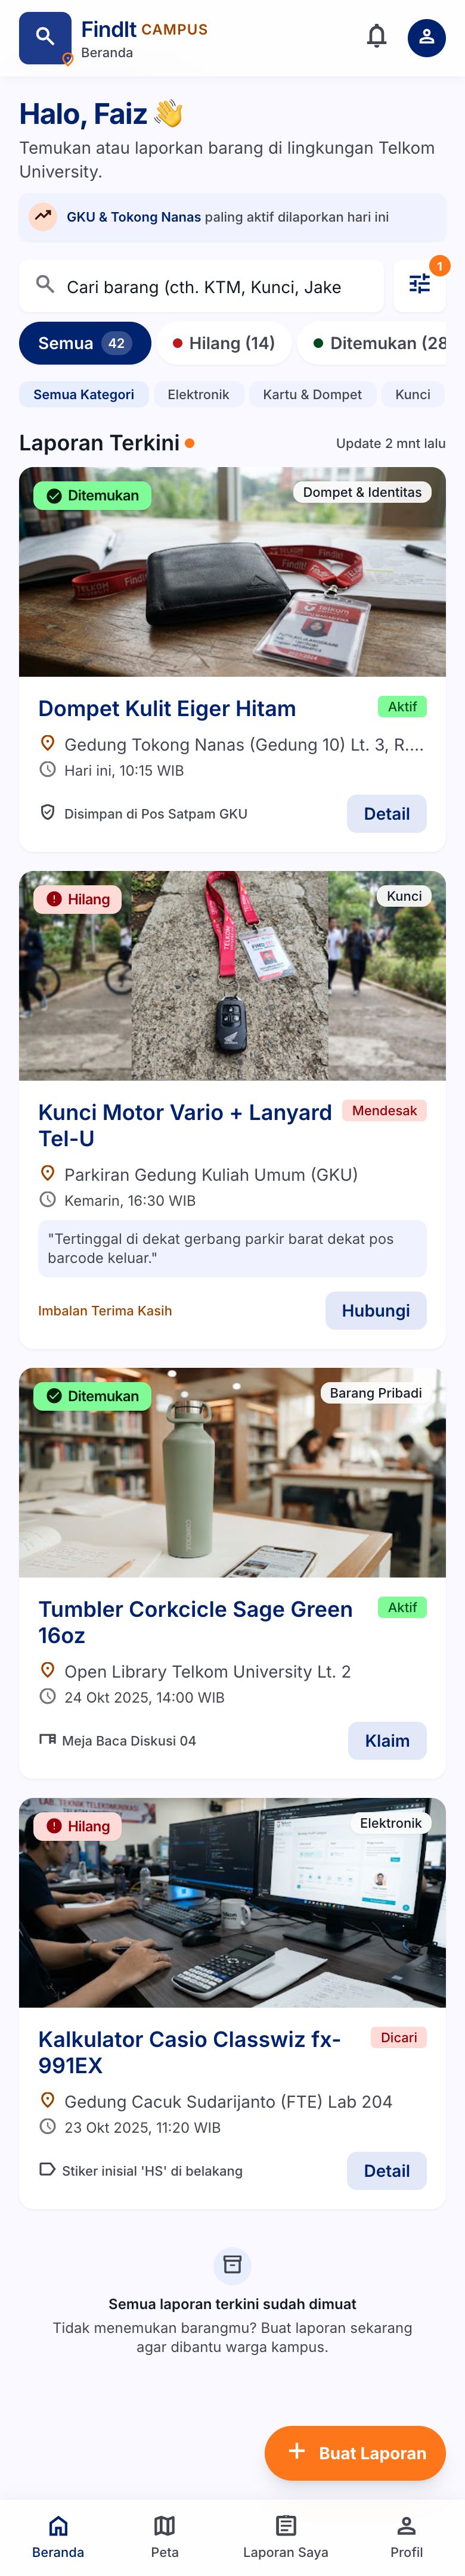 FindIt CAMPUS
Beranda
Halo, Faiz 👋
Temukan atau laporkan barang di lingkungan Telkom
University.
GKU & Tokong Nanas paling aktif dilaporkan hari ini
Cari barang (cth. KTM, Kunci, Jake
1
Semua 42
Hilang (14)
Ditemukan (28
Semua Kategori
Elektronik
Kartu & Dompet
Kunci
Laporan Terkini
Update 2 mnt lalu
Ditemukan
Dompet & Identitas
Dompet Kulit Eiger Hitam
Aktif
Gedung Tokong Nanas (Gedung 10) Lt. 3, R....
Hari ini, 10:15 WIB
Disimpan di Pos Satpam GKU
Detail
Hilang
Kunci
Kunci Motor Vario + Lanyard
Tel-U
Mendesak
Parkiran Gedung Kuliah Umum (GKU)
Kemarin, 16:30 WIB
"Tertinggal di dekat gerbang parkir barat dekat pos
barcode keluar."
Imbalan Terima Kasih
Hubungi
Ditemukan
Barang Pribadi
CORKCICLE
Tumbler Corkcicle Sage Green
16oz
Aktif
Open Library Telkom University Lt. 2
24 Okt 2025, 14:00 WIB
Meja Baca Diskusi 04
Klaim
Hilang
Elektronik
Kalkulator Casio Classwiz fx-
991EX
Dicari
Gedung Cacuk Sudarijanto (FTE) Lab 204
23 Okt 2025, 11:20 WIB
Stiker inisial 'HS' di belakang
Detail
Semua laporan terkini sudah dimuat
Tidak menemukan barangmu? Buat laporan sekarang
agar dibantu warga kampus.
+ Buat Laporan
Beranda
Peta
Laporan Saya
Profil